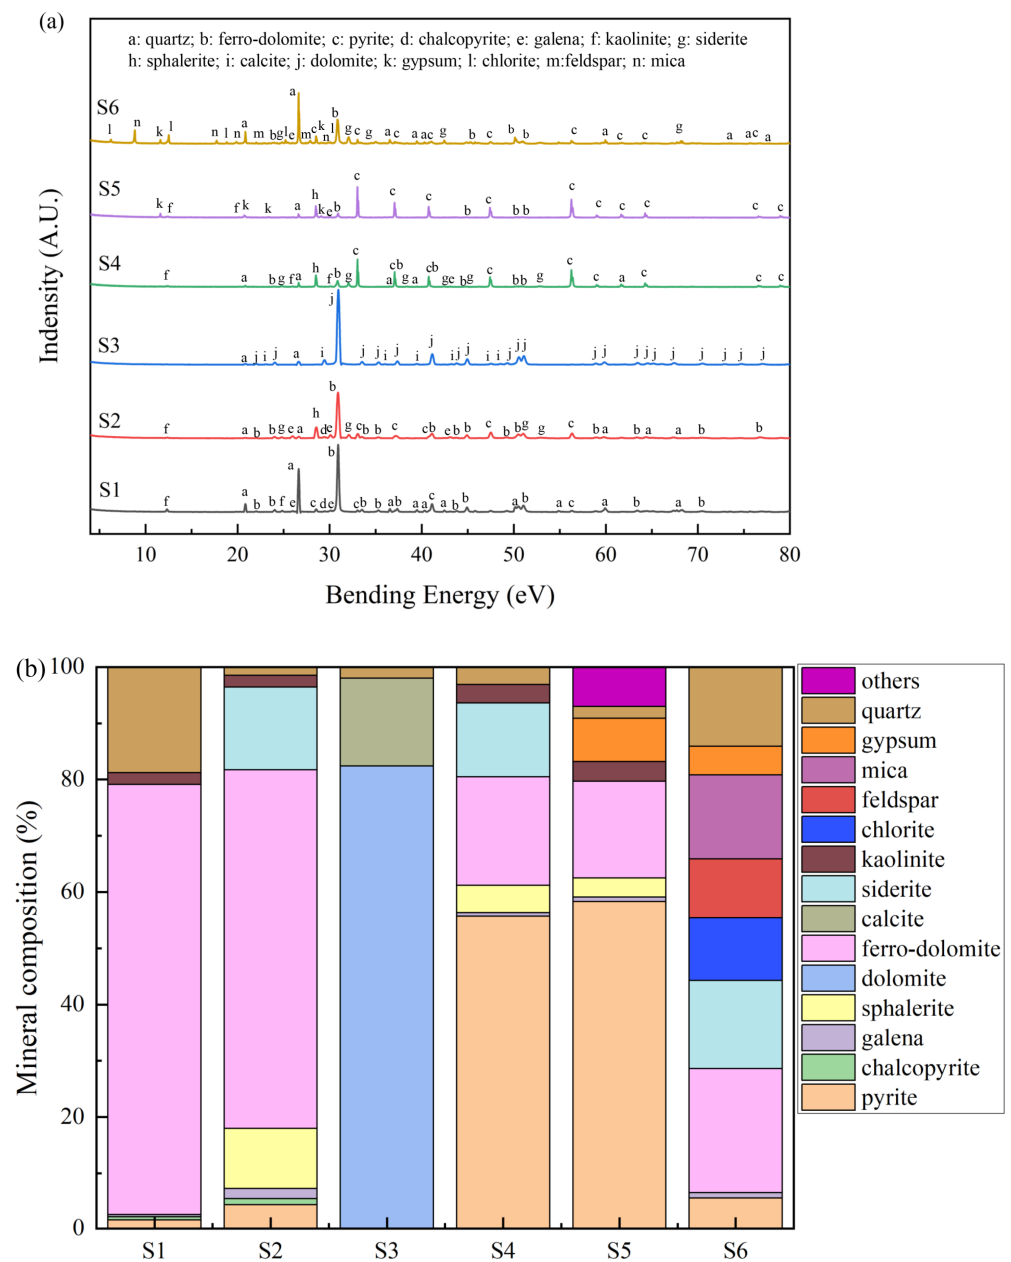 (a)
a: quartz; b: ferro-dolomite; c: pyrite; d: chalcopyrite; e: galena; f: kaolinite; g: siderite
h: sphalerite; i: calcite; j: dolomite; k: gypsum; l: chlorite; m:feldspar; n: mica
Indensity (A.U.)
S6
l n k l n l n a m b g l e a m c k n l b g c g a c a a c g b c b b c a c c g a a c a
S5
k f f k k a h k e b c c c b c b b c c c c c c
S4
f a b g f a h f b g c a c b g a c b g e b g c b b g c c a c c c
S3
a j i j a i j j j i j i j i j j i i j j j j j j j j j j j j
S2
f a b b g e a h d e b g c b b c c b e b b c b b g g c b a b a a b b
S1
f a b b f e a c d e b c b b a b a c a a b b a b b a c a b a b
10 20 30 40 50 60 70 80
Bending Energy (eV)
(b)
Mineral composition (%)
100
80
60
40
20
0
S1 S2 S3 S4 S5 S6
others
quartz
gypsum
mica
feldspar
chlorite
kaolinite
siderite
calcite
ferro-dolomite
dolomite
sphalerite
galena
chalcopyrite
pyrite